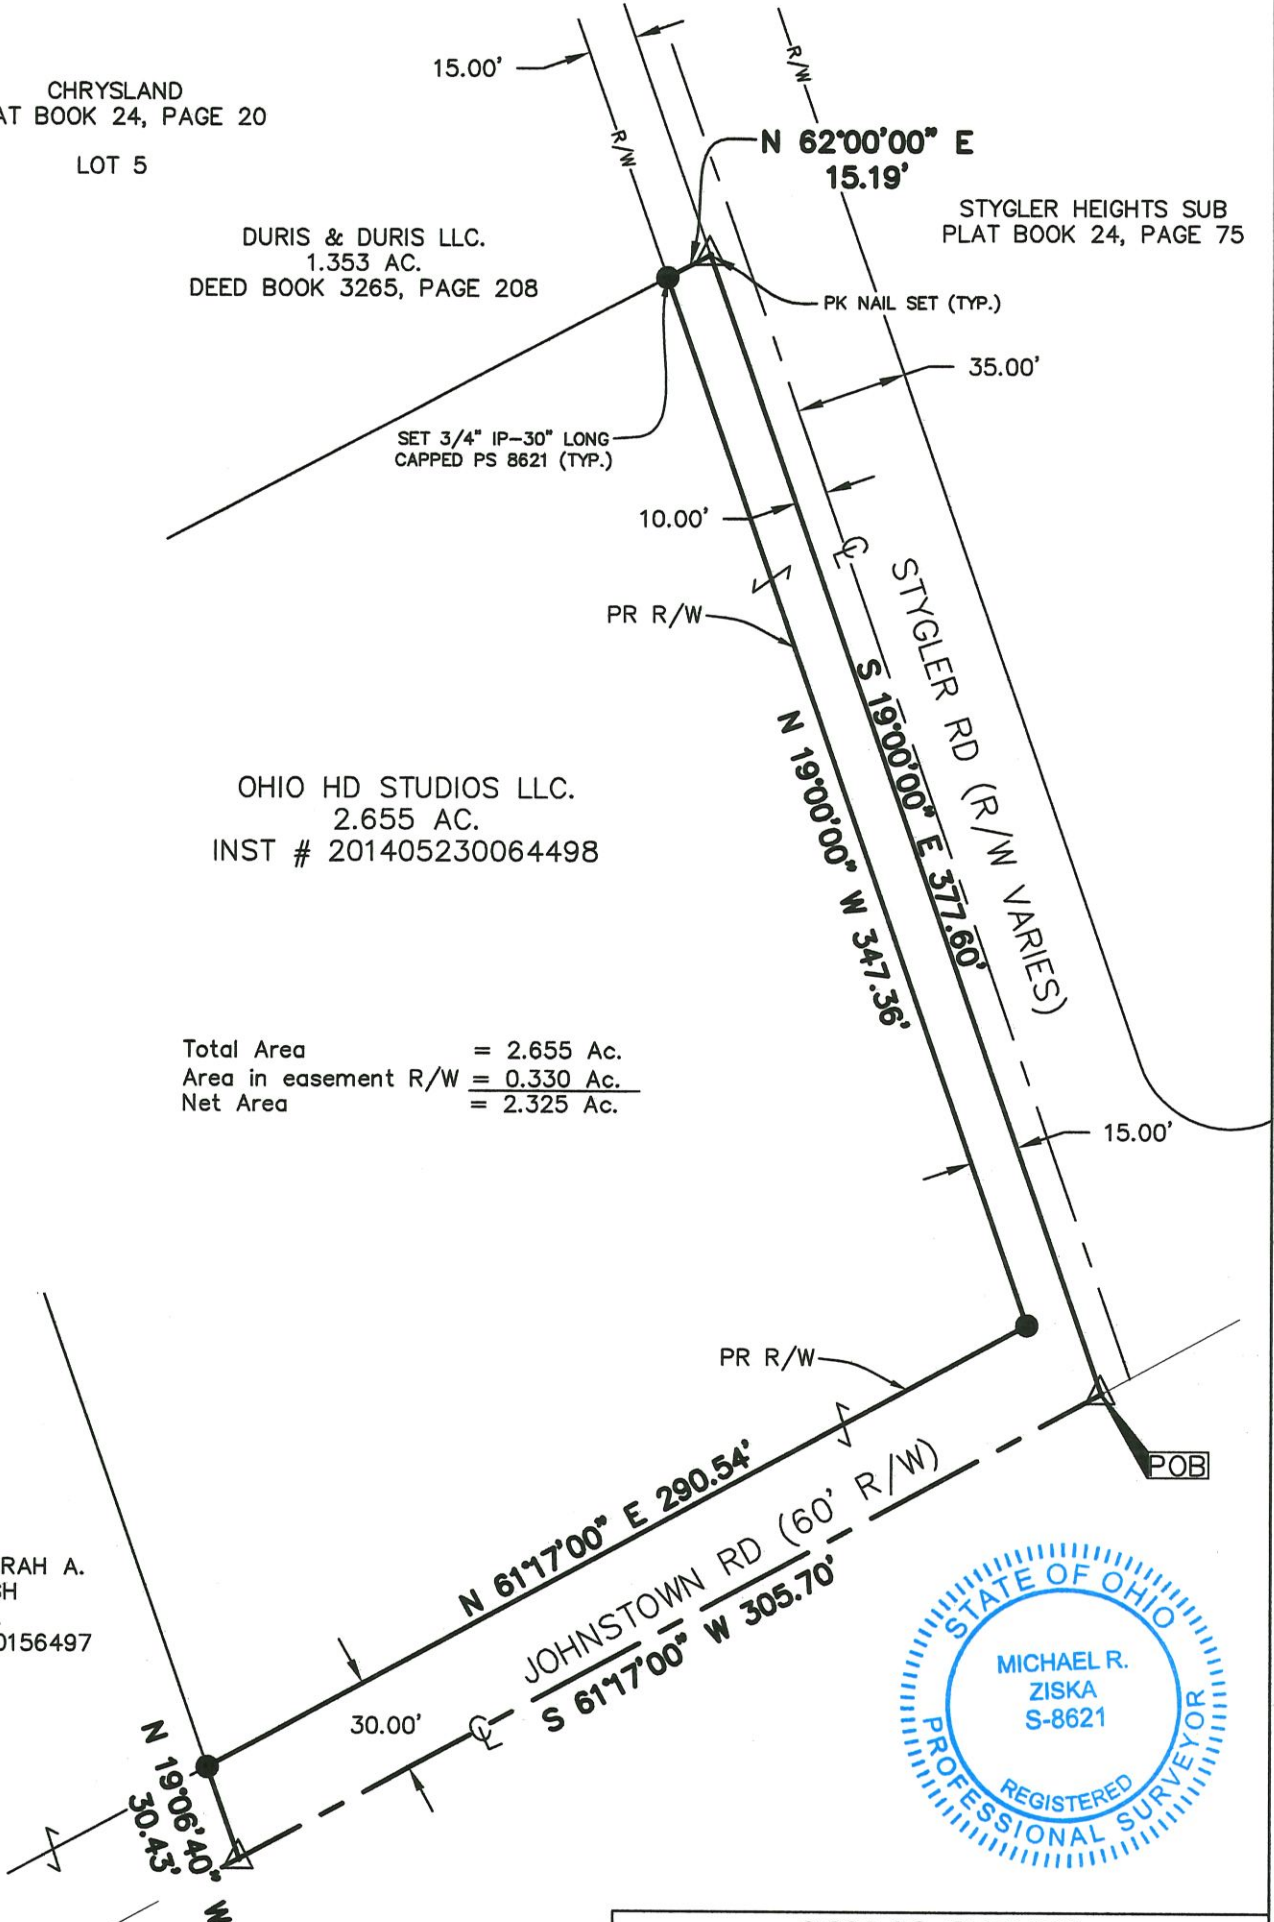 15.00'
R/W
CHRYSLAND
AT BOOK 24, PAGE 20
LOT 5
R/W
N 62°00'00" E
15.19'
STYGLER HEIGHTS SUB
PLAT BOOK 24, PAGE 75
DURIS & DURIS LLC.
1.353 AC.
DEED BOOK 3265, PAGE 208
PK NAIL SET (TYP.)
35.00'
SET 3/4" IP-30" LONG
CAPPED PS 8621 (TYP.)
10.00'
℄
STYGLER RD (R/W VARIES)
PR R/W
S 19°00'00" E 377.60'
N 19°00'00" W 347.36'
OHIO HD STUDIOS LLC.
2.655 AC.
INST # 201405230064498
Total Area = 2.655 Ac.
Area in easement R/W = 0.330 Ac.
Net Area = 2.325 Ac.
15.00'
PR R/W
POB
N 61°17'00" E 290.54'
JOHNSTOWN RD (60' R/W)
S 61°17'00" W 305.70'
RAH A.
0156497
30.00'
℄
N 19°06'40" W
30.43'
STATE OF OHIO
MICHAEL R.
ZISKA
S-8621
REGISTERED
PROFESSIONAL SURVEYOR